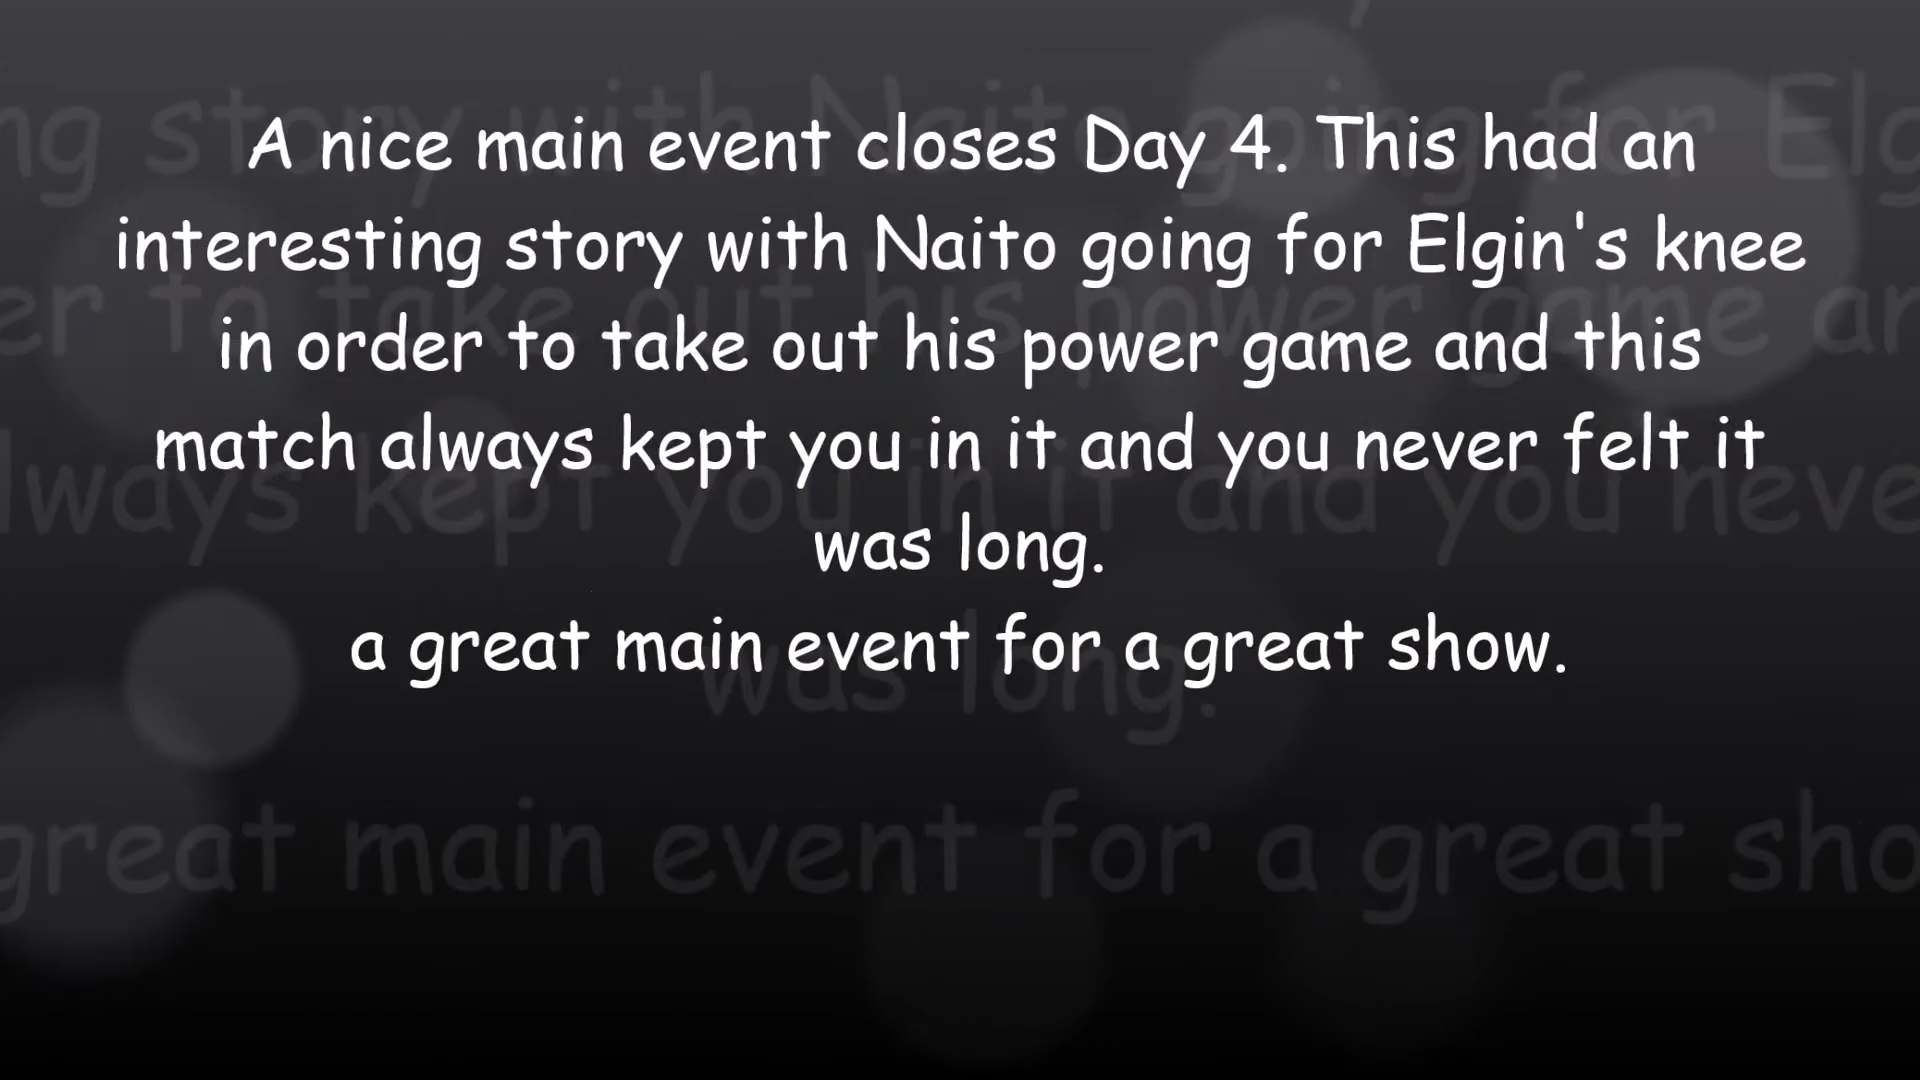 A nice main event closes Day 4. This had an
interesting story with Naito going for Elgin's knee
in order to take out his power game and this
match always kept you in it and you never felt it
was long.
a great main event for a great show.